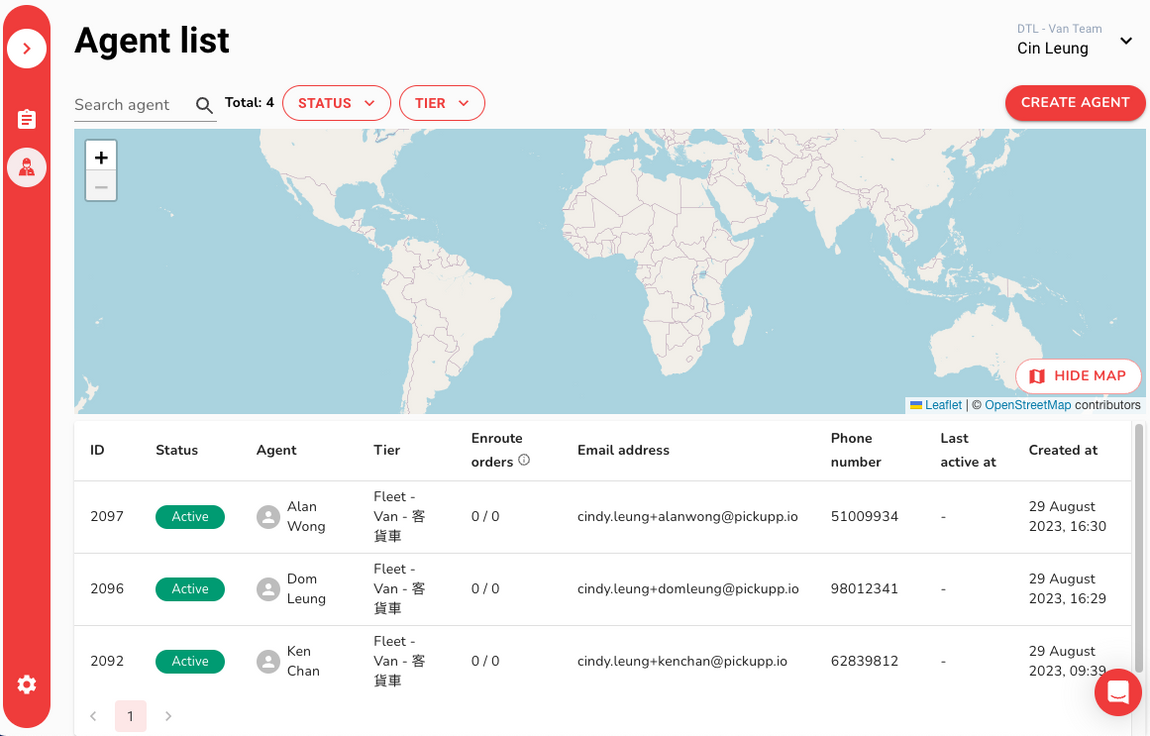 Agent list
DTL - Van Team
Cin Leung
Search agent
Total: 4
STATUS
TIER
CREATE AGENT
+
−
HIDE MAP
Leaflet | © OpenStreetMap contributors
ID
Status
Agent
Tier
Enroute
orders
Email address
Phone
number
Last
active at
Created at
2097
Active
Alan
Wong
Fleet -
Van - 客
貨車
0 / 0
cindy.leung+alanwong@pickupp.io
51009934
-
29 August
2023, 16:30
2096
Active
Dom
Leung
Fleet -
Van - 客
貨車
0 / 0
cindy.leung+domleung@pickupp.io
98012341
-
29 August
2023, 16:29
2092
Active
Ken
Chan
Fleet -
Van - 客
貨車
0 / 0
cindy.leung+kenchan@pickupp.io
62839812
-
29 August
2023, 09:39
1